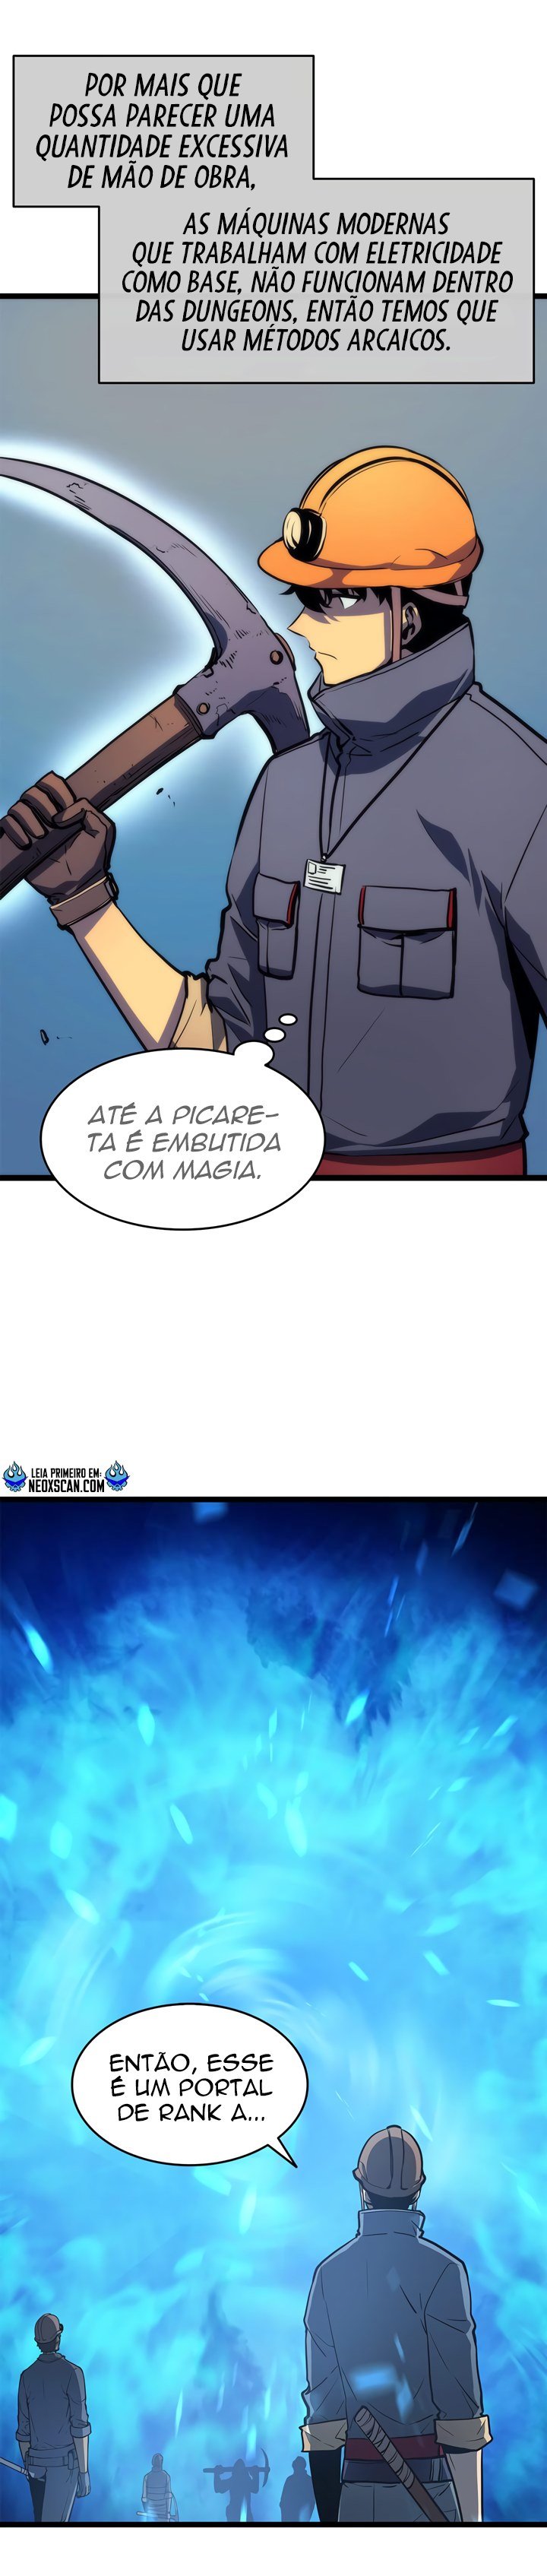 POR MAIS QUE
POSSA PARECER UMA
QUANTIDADE EXCESSIVA
DE MÃO DE OBRA,
AS MÁQUINAS MODERNAS
QUE TRABALHAM COM ELETRICIDADE
COMO BASE, NÃO FUNCIONAM DENTRO
DAS DUNGEONS, ENTÃO TEMOS QUE
USAR MÉTODOS ARCAICOS.
ATÉ A PICARE-
TA É EMBUTIDA
COM MAGIA.
LEIA PRIMEIRO EM:
NEOXSCAN.COM
ENTÃO, ESSE
É UM PORTAL
DE RANK A...